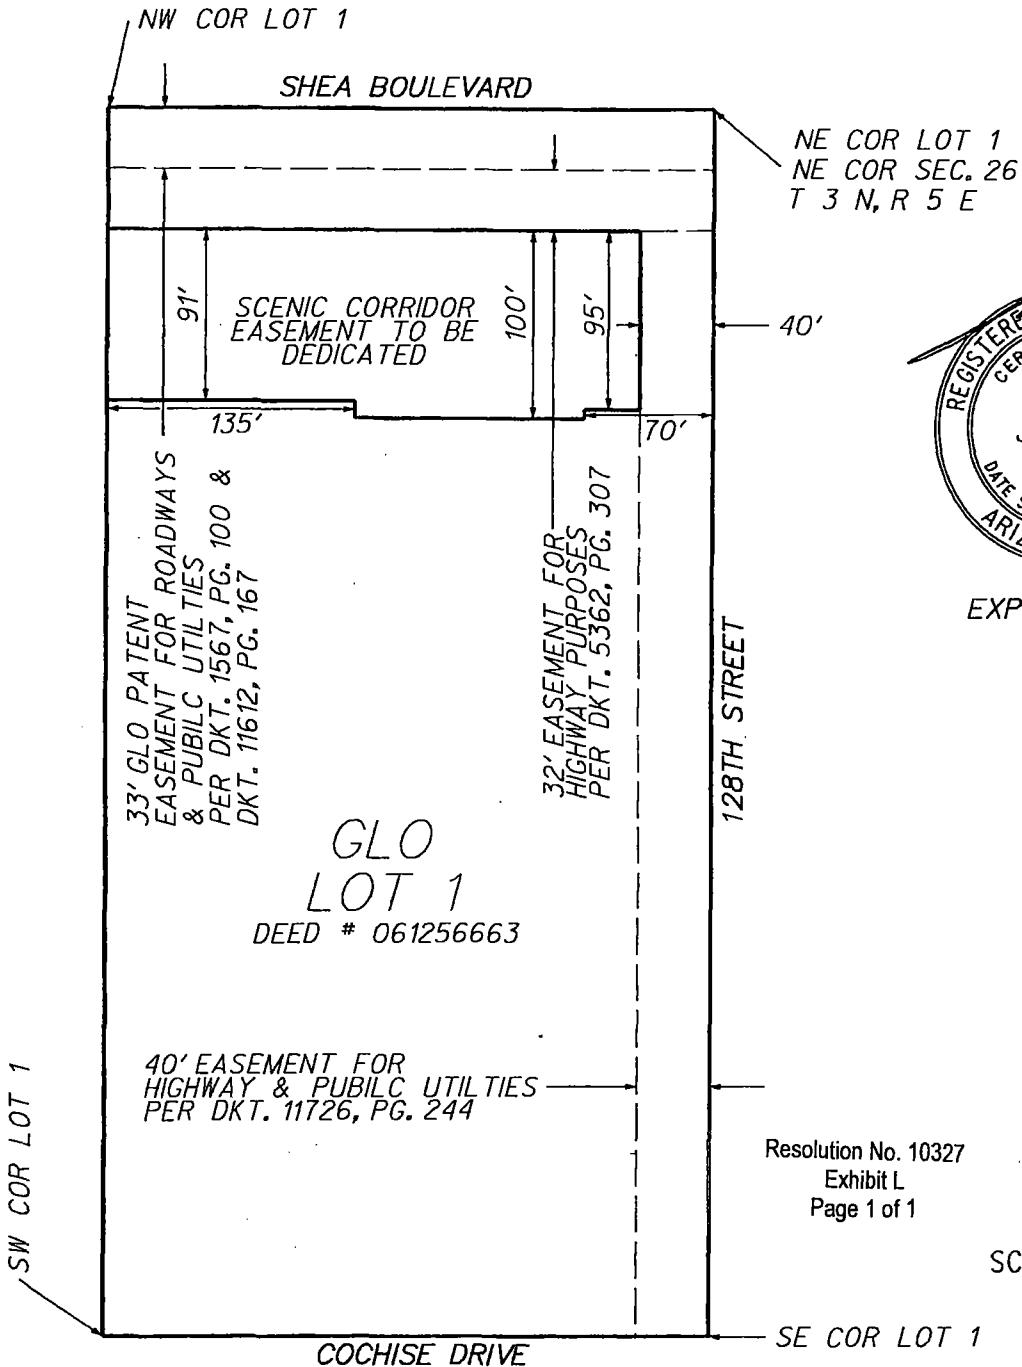 NW COR LOT 1
SHEA BOULEVARD
NE COR LOT 1
NE COR SEC. 26
T 3 N, R 5 E
91'
SCENIC CORRIDOR
EASEMENT TO BE
DEDICATED
100'
95'
40'
135'
70'
REGISTERE
CER
DATE S
ARIZ
EXP
33' GLO PATENT
EASEMENT FOR ROADWAYS
& PUBILC UTILTIES
PER DKT. 1567, PG. 100 &
DKT. 11612, PG. 167
32' EASEMENT FOR
HIGHWAY PURPOSES
PER DKT. 5362, PG. 307
128TH STREET
GLO
LOT 1
DEED # 061256663
40' EASEMENT FOR
HIGHWAY & PUBILC UTILTIES
PER DKT. 11726, PG. 244
SW COR LOT 1
Resolution No. 10327
Exhibit L
Page 1 of 1
SC
SE COR LOT 1
COCHISE DRIVE